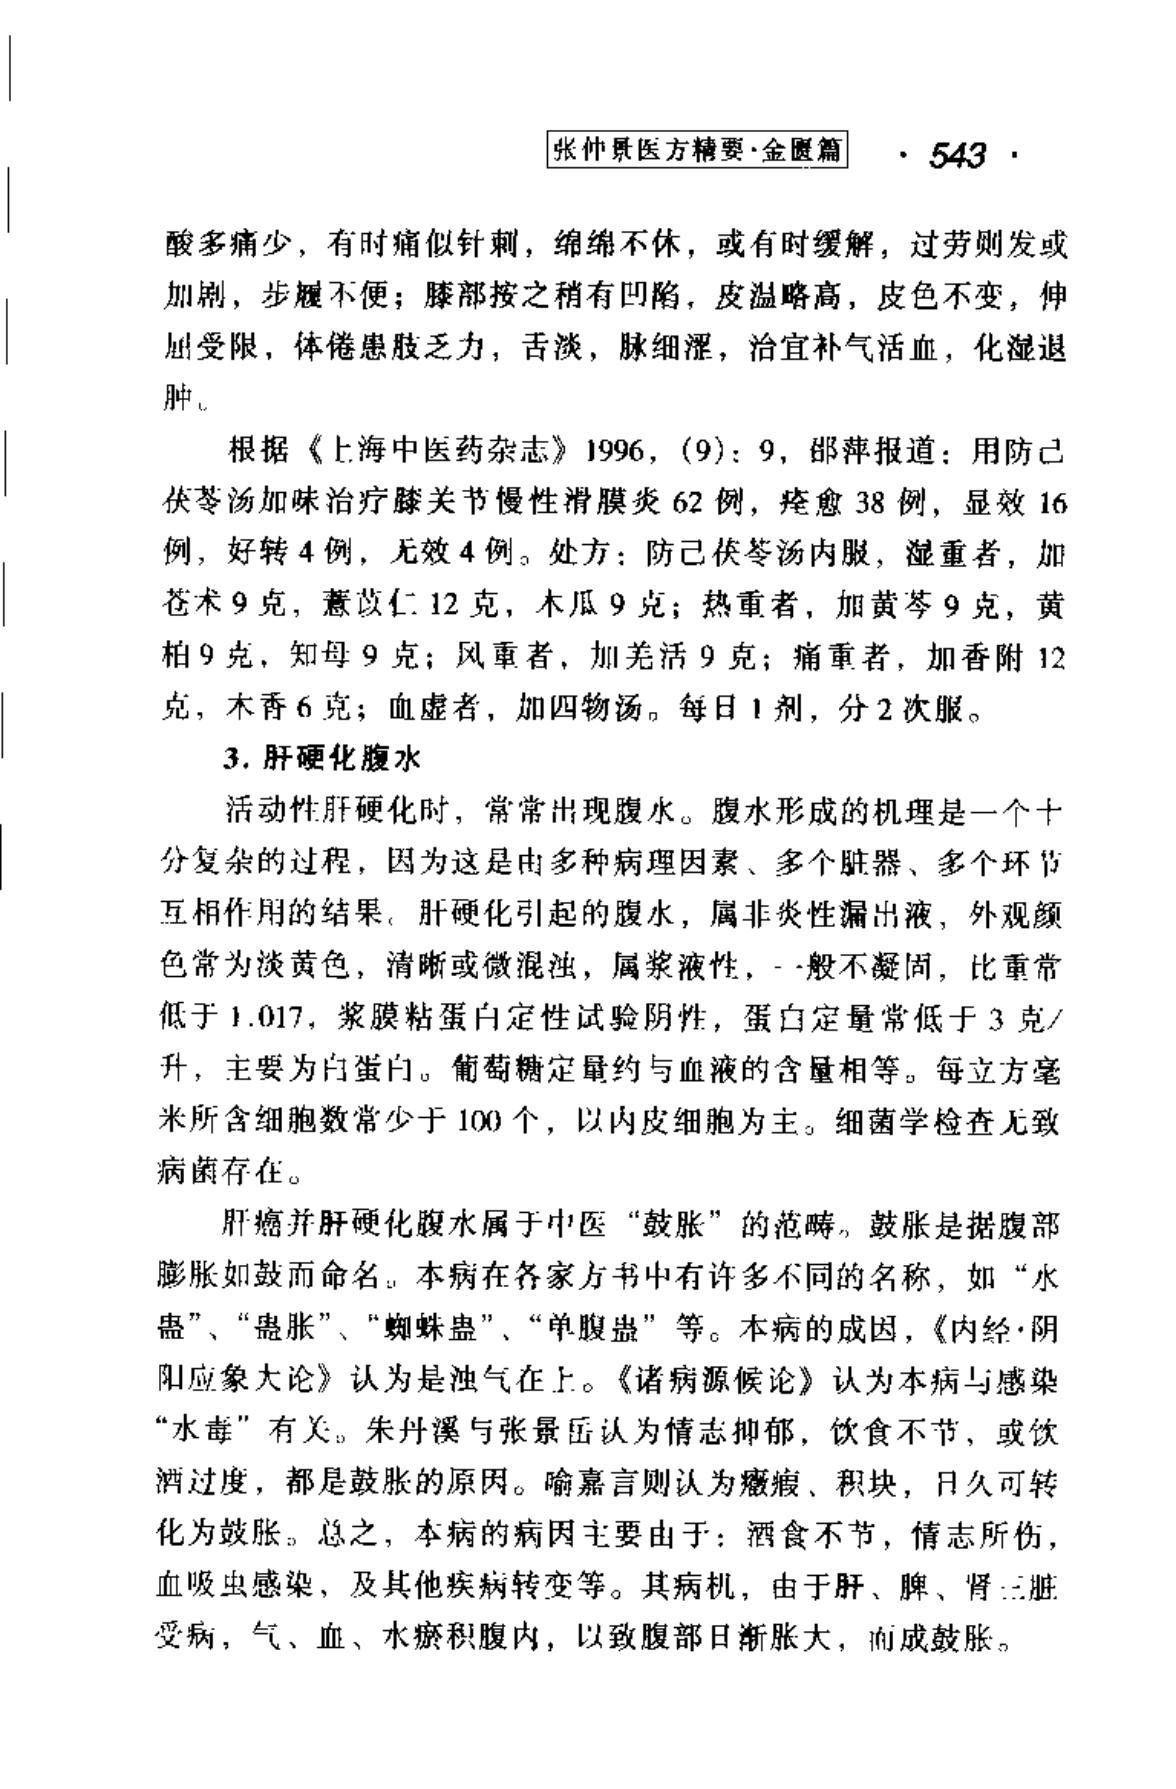 张仲景医方精要·金匮篇 · 543 ·
酸多痛少，有时痛似针刺，绵绵不休，或有时缓解，过劳则发或
加剧，步履不便；膝部按之稍有凹陷，皮温略高，皮色不变，伸
屈受限，体倦患肢乏力，舌淡，脉细涩，治宜补气活血，化湿退
肿。
根据《上海中医药杂志》1996，(9)：9，邵萍报道：用防己
茯苓汤加味治疗膝关节慢性滑膜炎 62 例，痊愈 38 例，显效 16
例，好转 4 例，无效 4 例。处方：防己茯苓汤内服，湿重者，加
苍术 9 克，薏苡仁 12 克，木瓜 9 克；热重者，加黄芩 9 克，黄
柏 9 克，知母 9 克；风重者，加羌活 9 克；痛重者，加香附 12
克，木香 6 克；血虚者，加四物汤。每日 1 剂，分 2 次服。
3. 肝硬化腹水
活动性肝硬化时，常常出现腹水。腹水形成的机理是一个十
分复杂的过程，因为这是由多种病理因素、多个脏器、多个环节
互相作用的结果。肝硬化引起的腹水，属非炎性漏出液，外观颜
色常为淡黄色，清晰或微混浊，属浆液性，一般不凝固，比重常
低于 1.017，浆膜粘蛋白定性试验阴性，蛋白定量常低于 3 克/
升，主要为白蛋白。葡萄糖定量约与血液的含量相等。每立方毫
米所含细胞数常少于 100 个，以内皮细胞为主。细菌学检查无致
病菌存在。
肝癌并肝硬化腹水属于中医“鼓胀”的范畴。鼓胀是据腹部
膨胀如鼓而命名。本病在各家方书中有许多不同的名称，如“水
蛊”、“蛊胀”、“蜘蛛蛊”、“单腹蛊”等。本病的成因，《内经·阴
阳应象大论》认为是浊气在上。《诸病源候论》认为本病与感染
“水毒”有关。朱丹溪与张景岳认为情志抑郁，饮食不节，或饮
酒过度，都是鼓胀的原因。喻嘉言则认为癥瘕、积块，日久可转
化为鼓胀。总之，本病的病因主要由于：酒食不节，情志所伤，
血吸虫感染，及其他疾病转变等。其病机，由于肝、脾、肾三脏
受病，气、血、水瘀积腹内，以致腹部日渐胀大，而成鼓胀。